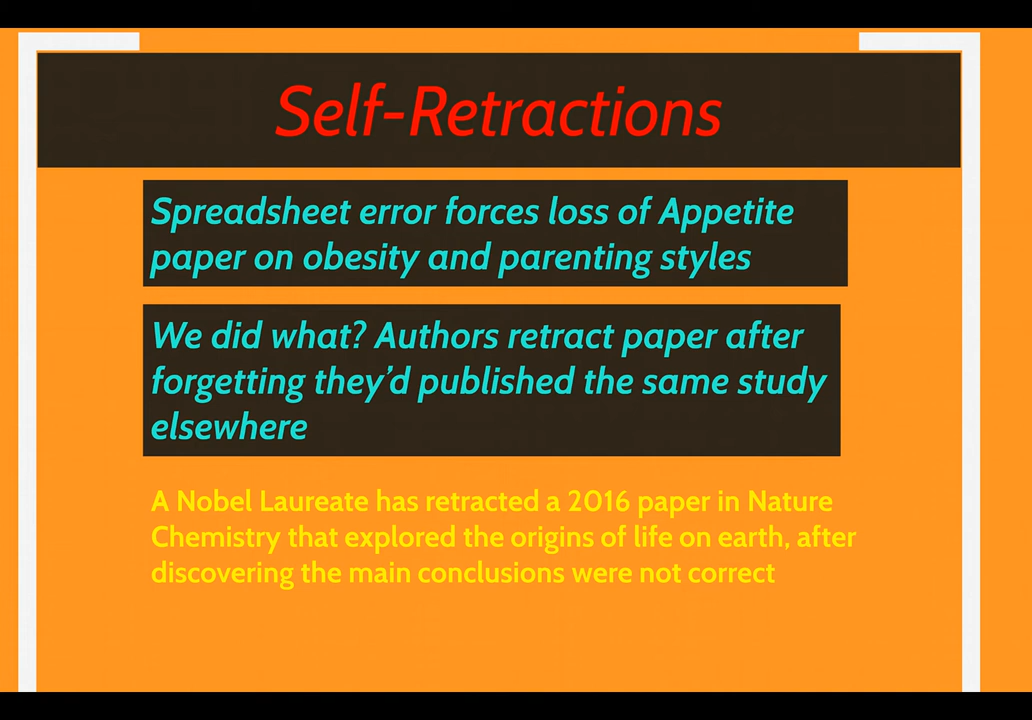 Self-Retractions
Spreadsheet error forces loss of Appetite
paper on obesity and parenting styles
We did what? Authors retract paper after
forgetting they’d published the same study
elsewhere
A Nobel Laureate has retracted a 2016 paper in Nature
Chemistry that explored the origins of life on earth, after
discovering the main conclusions were not correct